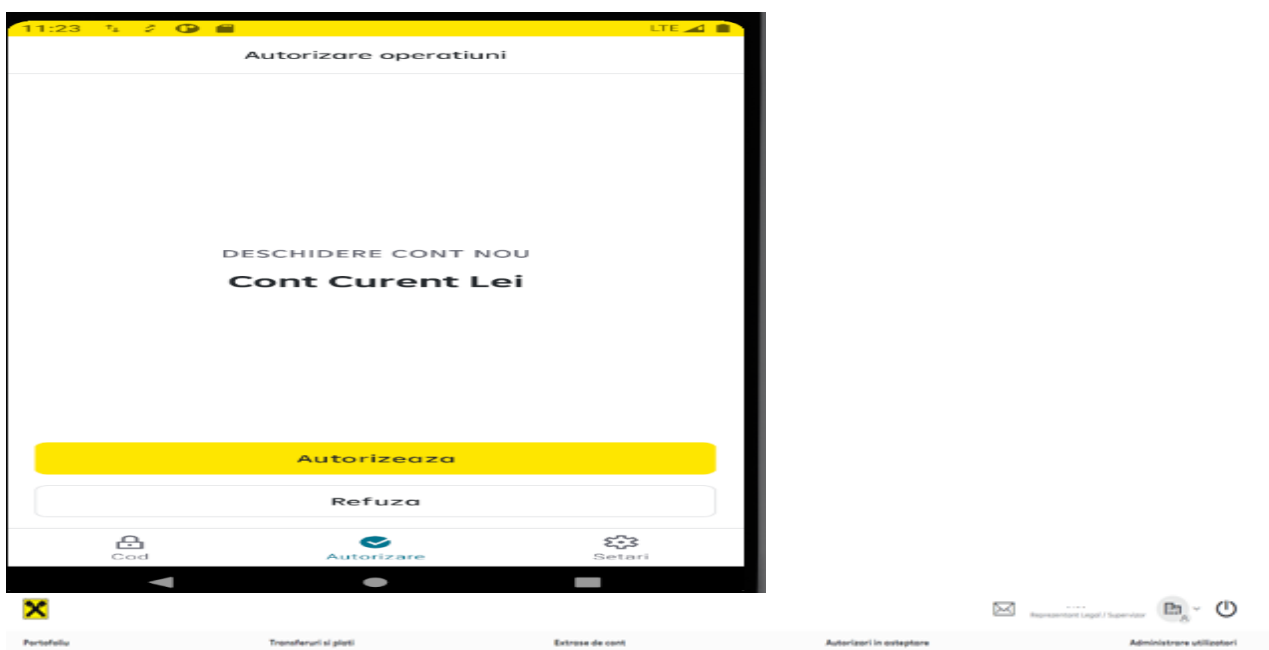 11:23 LTE
Autorizare operatiuni
DESCHIDERE CONT NOU
Cont Curent Lei
Autorizeaza
Refuza
Cod Autorizare Setari
Reprezentant Legal / Supervizor
Portofoliu Transferuri si plati Extrase de cont Autorizari in asteptare Administrare utilizatori